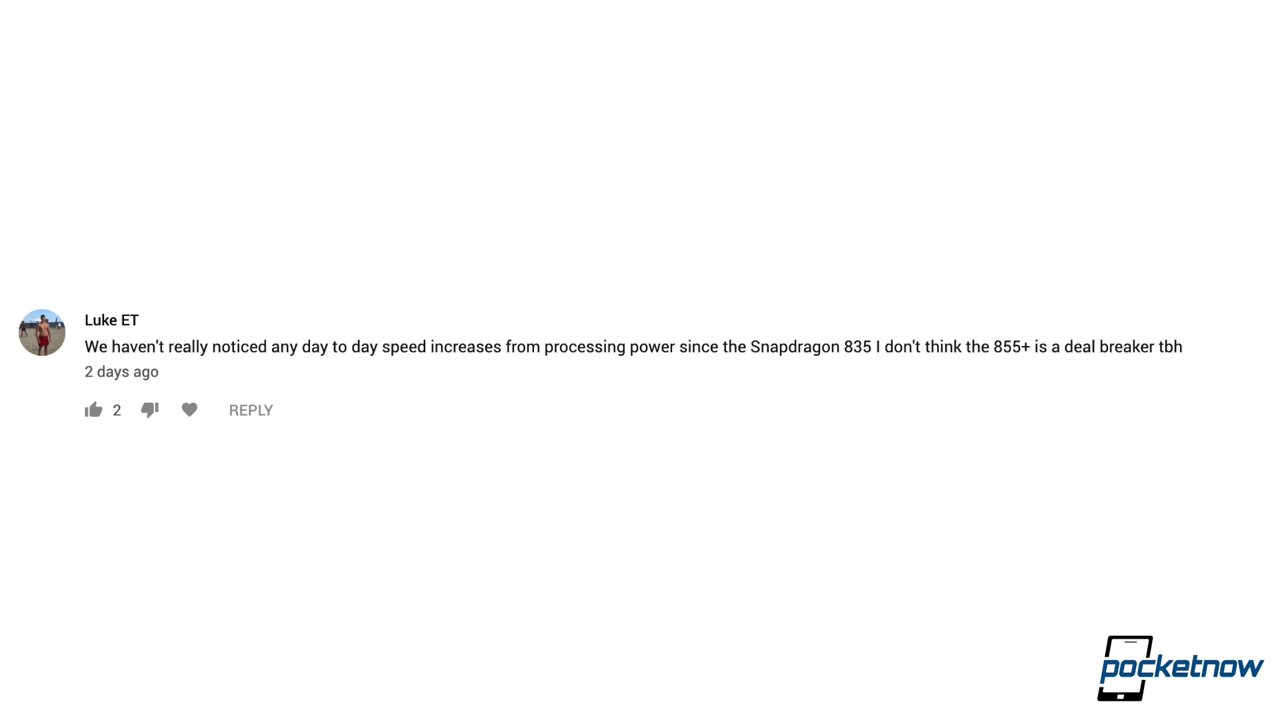 Luke ET
We haven't really noticed any day to day speed increases from processing power since the Snapdragon 835 I don't think the 855+ is a deal breaker tbh
2 days ago
2 REPLY
pocketnow